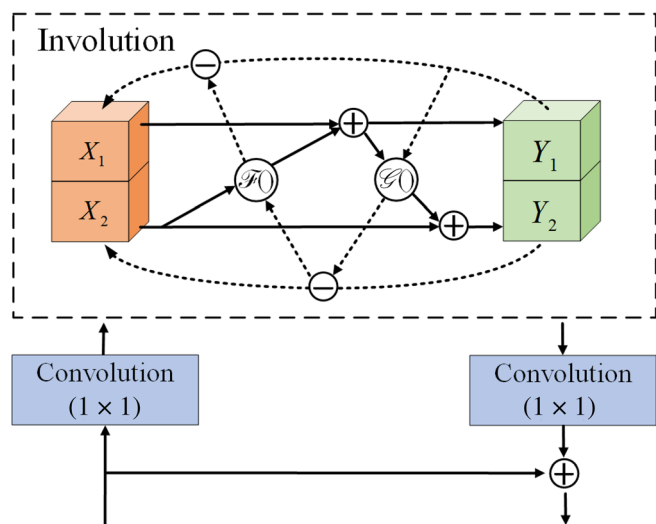 Involution
−
+
X₁
Y₁
ℱ()
𝒢()
X₂
Y₂
+
−
Convolution
(1 × 1)
Convolution
(1 × 1)
+